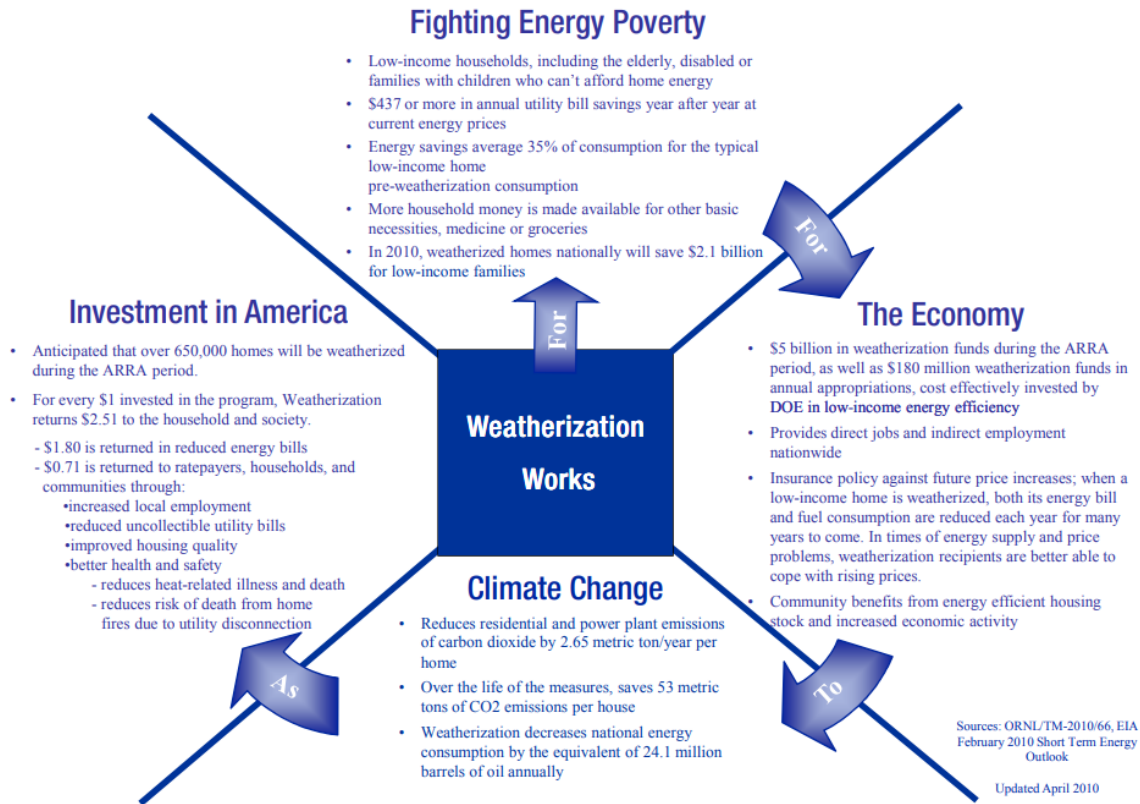 Fighting Energy Poverty
• Low-income households, including the elderly, disabled or
families with children who can't afford home energy
• $437 or more in annual utility bill savings year after year at
current energy prices
• Energy savings average 35% of consumption for the typical
low-income home
pre-weatherization consumption
• More household money is made available for other basic
necessities, medicine or groceries
• In 2010, weatherized homes nationally will save $2.1 billion
for low-income families
For
For
The Economy
• $5 billion in weatherization funds during the ARRA
period, as well as $180 million weatherization funds in
annual appropriations, cost effectively invested by
DOE in low-income energy efficiency
• Provides direct jobs and indirect employment
nationwide
• Insurance policy against future price increases; when a
low-income home is weatherized, both its energy bill
and fuel consumption are reduced each year for many
years to come. In times of energy supply and price
problems, weatherization recipients are better able to
cope with rising prices.
• Community benefits from energy efficient housing
stock and increased economic activity
To
Climate Change
• Reduces residential and power plant emissions
of carbon dioxide by 2.65 metric ton/year per
home
• Over the life of the measures, saves 53 metric
tons of CO2 emissions per house
• Weatherization decreases national energy
consumption by the equivalent of 24.1 million
barrels of oil annually
As
Investment in America
• Anticipated that over 650,000 homes will be weatherized
during the ARRA period.
• For every $1 invested in the program, Weatherization
returns $2.51 to the household and society.
- $1.80 is returned in reduced energy bills
- $0.71 is returned to ratepayers, households, and
communities through:
•increased local employment
•reduced uncollectible utility bills
•improved housing quality
•better health and safety
- reduces heat-related illness and death
- reduces risk of death from home
fires due to utility disconnection
Weatherization
Works
Sources: ORNL/TM-2010/66, EIA
February 2010 Short Term Energy
Outlook
Updated April 2010